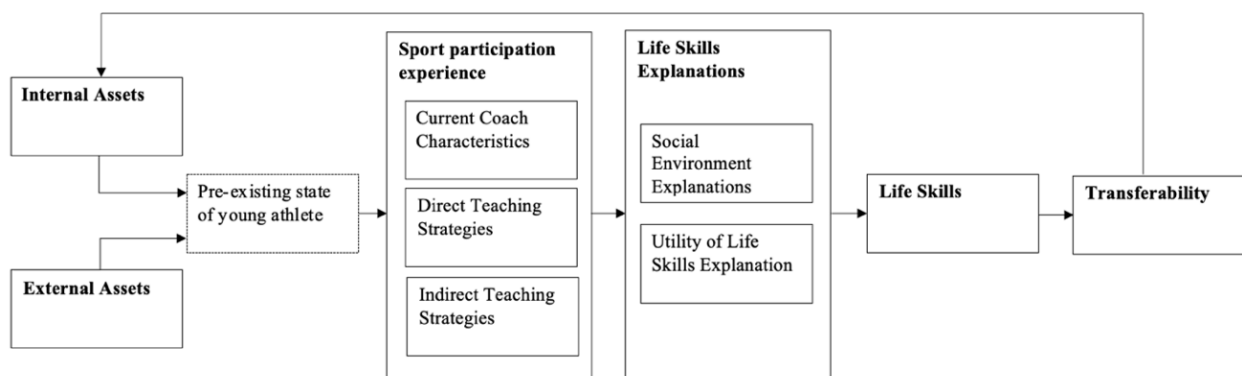 Internal Assets
External Assets
Pre-existing state
of young athlete
Sport participation
experience
Current Coach
Characteristics
Direct Teaching
Strategies
Indirect Teaching
Strategies
Life Skills
Explanations
Social
Environment
Explanations
Utility of Life
Skills Explanation
Life Skills
Transferability